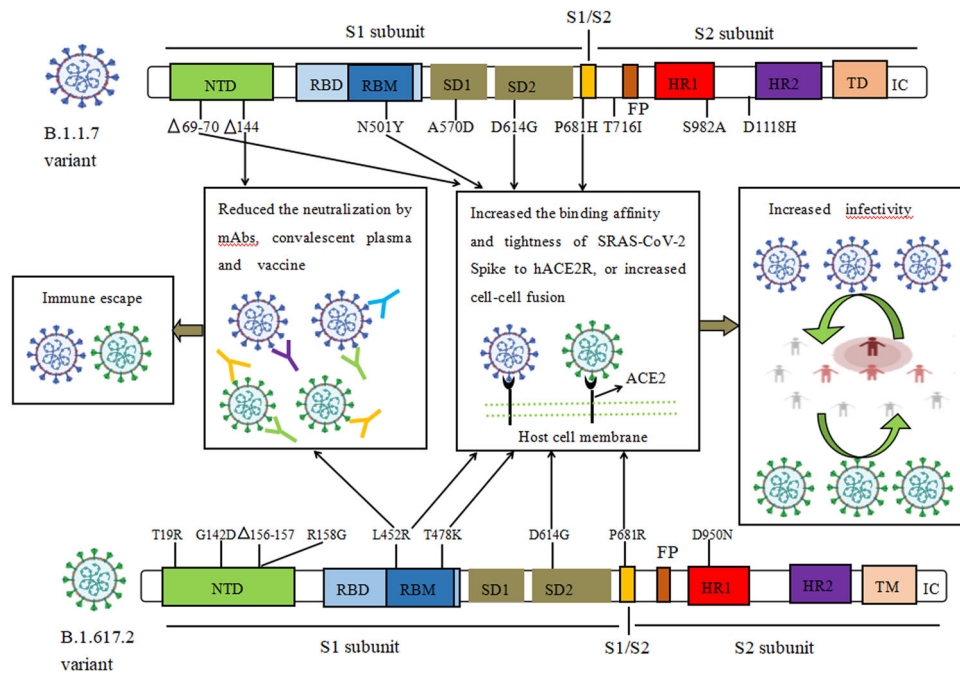 S1/S2
S1 subunit
S2 subunit
NTD
RBD
RBM
SD1
SD2
HR1
HR2
TD
IC
FP
B.1.1.7
variant
△69-70
△144
N501Y
A570D
D614G
P681H
T716I
S982A
D1118H
Reduced the neutralization by
mAbs, convalescent plasma
and vaccine
Increased the binding affinity
and tightness of SRAS-CoV-2
Spike to hACE2R, or increased
cell-cell fusion
Increased infectivity
Immune escape
ACE2
Host cell membrane
T19R
G142D
△156-157
R158G
L452R
T478K
D614G
P681R
D950N
FP
NTD
RBD
RBM
SD1
SD2
HR1
HR2
TM
IC
B.1.617.2
variant
S1 subunit
S1/S2
S2 subunit